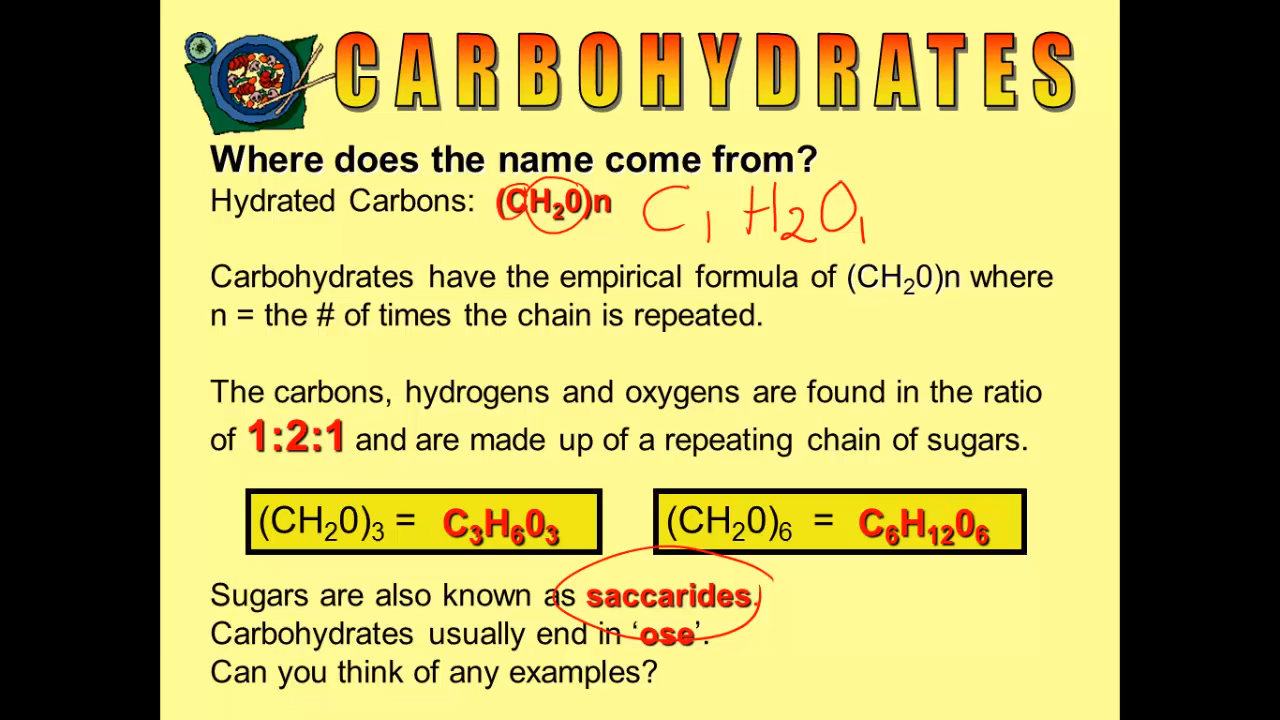 CARBOHYDRATES
Where does the name come from?
Hydrated Carbons: (CH₂0)n C₁ H₂O₁
Carbohydrates have the empirical formula of (CH₂0)n where
n = the # of times the chain is repeated.
The carbons, hydrogens and oxygens are found in the ratio
of 1:2:1 and are made up of a repeating chain of sugars.
(CH₂0)₃ = C₃H₆0₃ (CH₂0)₆ = C₆H₁₂0₆
Sugars are also known as saccarides.
Carbohydrates usually end in ‘ose’.
Can you think of any examples?